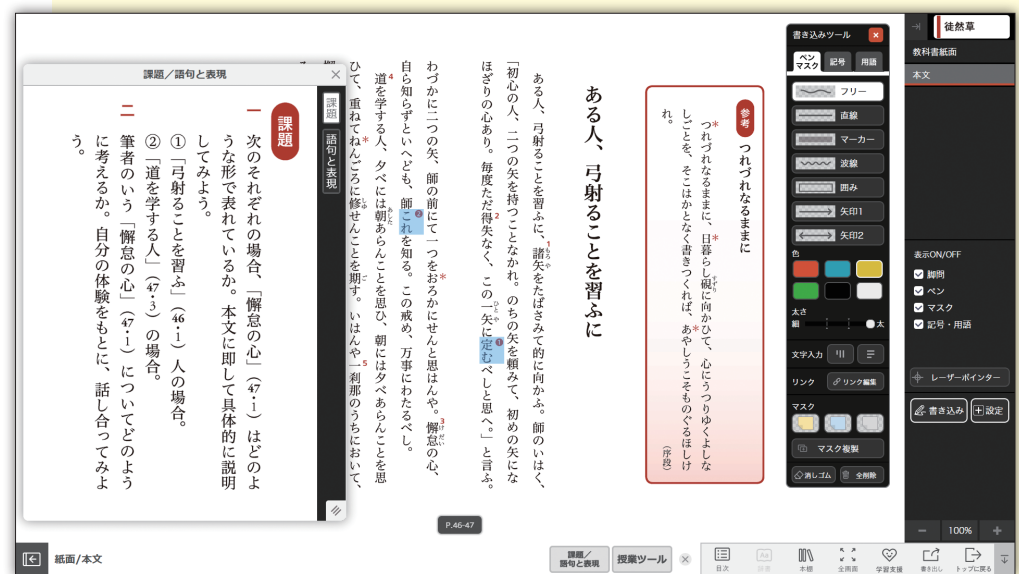 徒然草
教科書紙面
本文
表示ON/OFF
脚問
ペン
マスク
記号・用語
レーザーポインター
書き込み
設定
100%
書き込みツール
ペン
マスク
記号
用語
フリー
直線
マーカー
波線
囲み
矢印1
矢印2
色
太さ
細
太
文字入力
リンク
リンク編集
マスク
マスク複製
消しゴム
全削除
参考
つれづれなるままに
つれづれなるままに、日暮らし硯に向かひて、心にうつりゆくよしな
しごとを、そこはかとなく書きつくれば、あやしうこそものぐるほしけ
れ。
(序段)
ある人、弓射ることを習ふに
ある人、弓射ることを習ふに、諸矢をたばさみて的に向かふ。師のいはく、
「初心の人、二つの矢を持つことなかれ。のちの矢を頼みて、初めの矢にな
ほざりの心あり。毎度ただ得失なく、この一矢に定むべしと思へ。」と言ふ。
わづかに二つの矢、師の前にて一つをおろかにせんと思はんや。懈怠の心、
自ら知らずといへども、師これを知る。この戒め、万事にわたるべし。
道を学する人、夕べには朝あらんことを思ひ、朝には夕べあらんことを思
ひて、重ねてねんごろに修せんことを期す。いはんや一刹那のうちにおいて、
課題/語句と表現
課題
語句と表現
課題
一 次のそれぞれの場合、「懈怠の心」(47・1)はどのよ
うな形で表れているか。本文に即して具体的に説明
してみよう。
①「弓射ることを習ふ」(46・1)人の場合。
②「道を学する人」(47・3)の場合。
二 筆者のいう「懈怠の心」(47・1)についてどのよう
に考えるか。自分の体験をもとに、話し合ってみよ
う。
P.46-47
紙面/本文
課題/
語句と表現
授業ツール
目次
辞書
本棚
全画面
学習支援
書き出し
トップに戻る